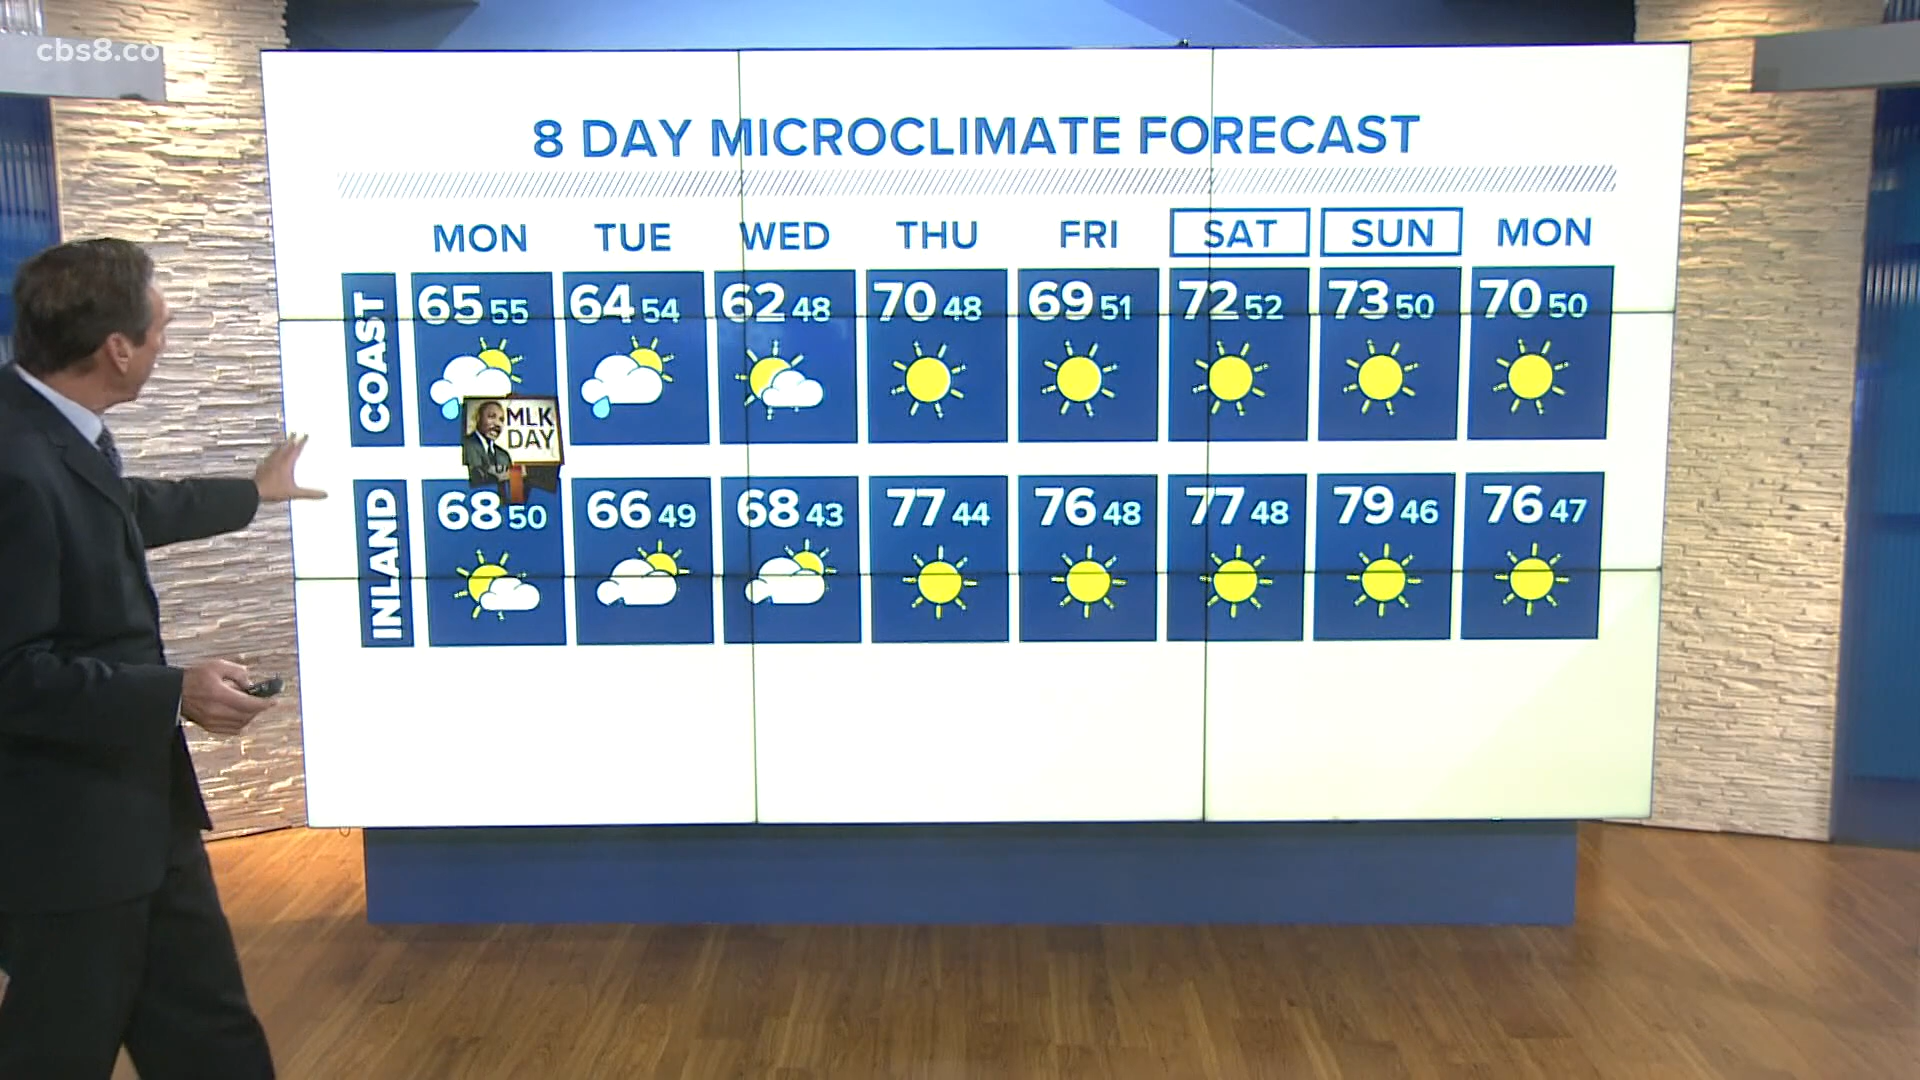 cbs8.com
8 DAY MICROCLIMATE FORECAST
MON TUE WED THU FRI SAT SUN MON
COAST
65 55 64 54 62 48 70 48 69 51 72 52 73 50 70 50
MLK
DAY
INLAND
68 50 66 49 68 43 77 44 76 48 77 48 79 46 76 47